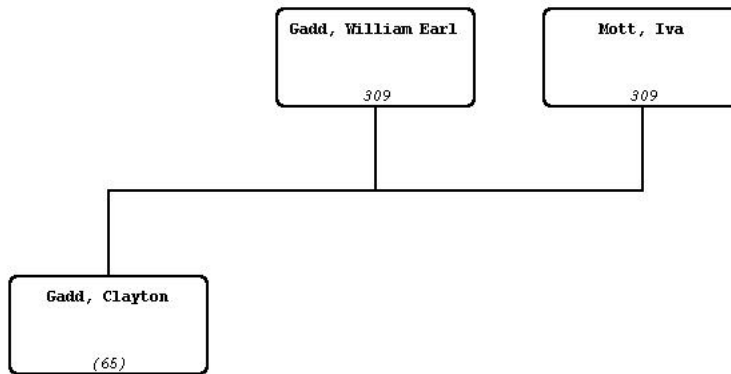 Gadd, William Earl
309
Mott, Iva
309
Gadd, Clayton
(65)